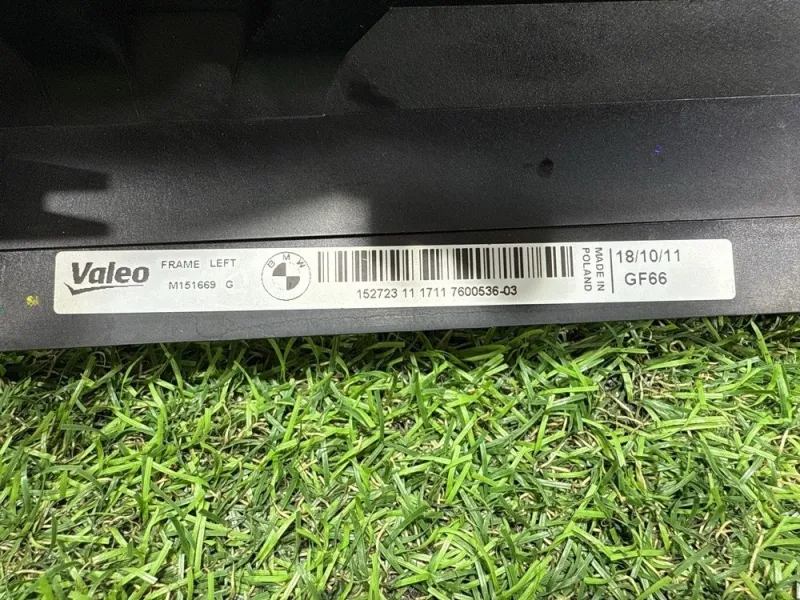 Valeo
FRAME LEFT
M151669 G
BMW
152723 11 1711 7600536-03
MADE IN
POLAND
18/10/11
GF66